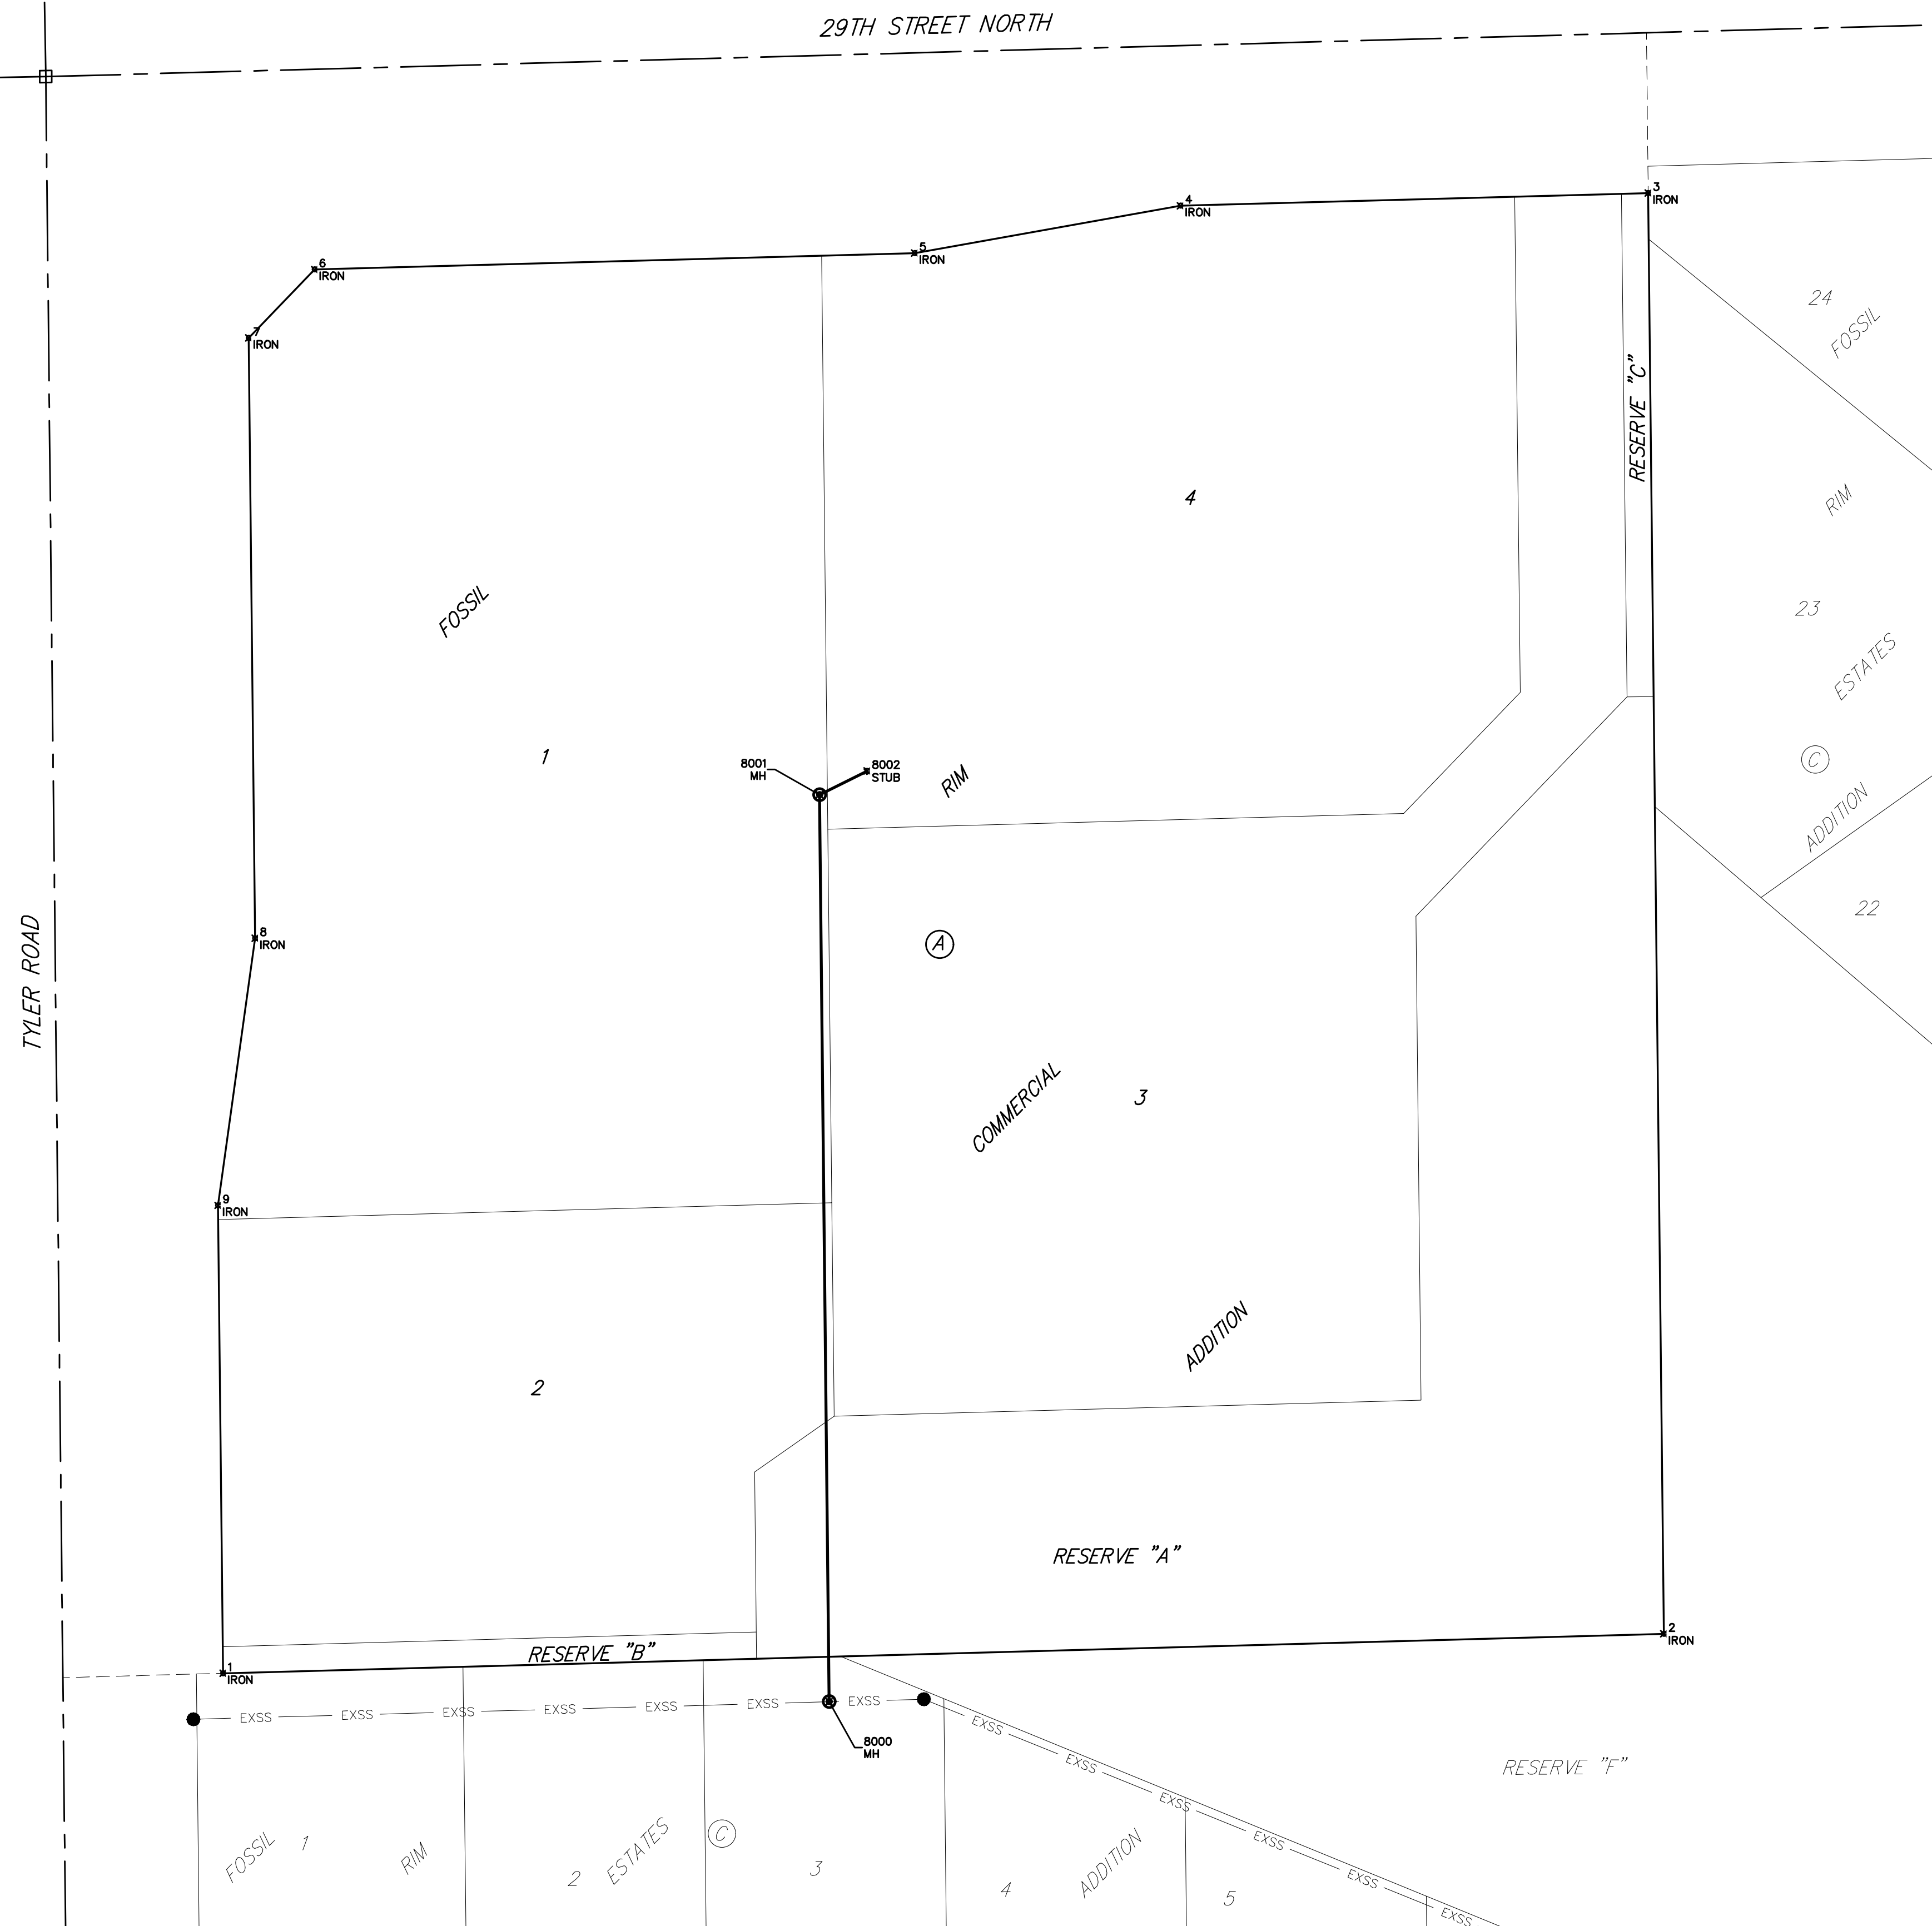 29TH STREET NORTH
3
IRON
4
IRON
5
IRON
6
IRON
7
IRON
24
FOSSIL
RESERVE "C"
4
RIM
FOSSIL
23
ESTATES
1
8001
MH
8002
STUB
RIM
C
ADDITION
22
TYLER ROAD
8
IRON
A
COMMERCIAL
3
9
IRON
ADDITION
2
RESERVE "A"
2
IRON
RESERVE "B"
1
IRON
EXSS
EXSS
EXSS
EXSS
EXSS
EXSS
EXSS
EXSS
8000
MH
EXSS
RESERVE "F"
EXSS
EXSS
EXSS
EXSS
FOSSIL
1
RIM
2
ESTATES
C
3
4
ADDITION
5